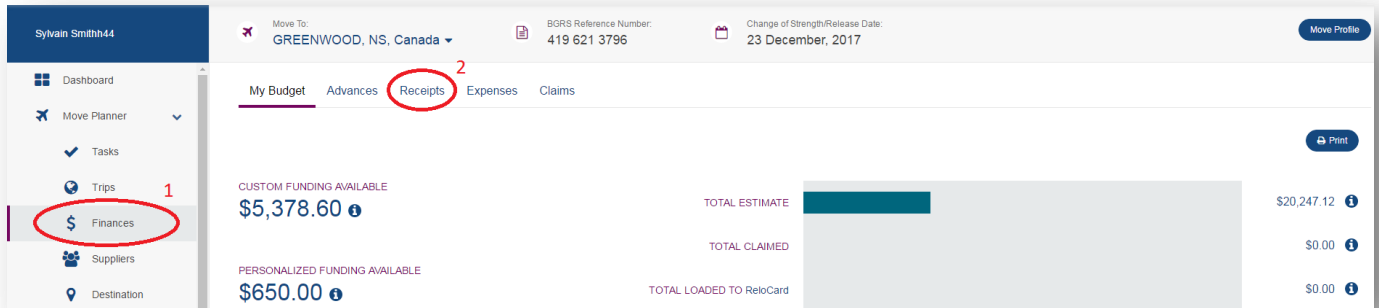 Sylvain Smithh44
Move To:
GREENWOOD, NS, Canada
BGRS Reference Number:
419 621 3796
Change of Strength/Release Date:
23 December, 2017
Move Profile
Dashboard
Move Planner
Tasks
Trips
1
Finances
Suppliers
Destination
2
My Budget Advances Receipts Expenses Claims
Print
CUSTOM FUNDING AVAILABLE
$5,378.60
PERSONALIZED FUNDING AVAILABLE
$650.00
TOTAL ESTIMATE
$20,247.12
TOTAL CLAIMED
$0.00
TOTAL LOADED TO ReloCard
$0.00